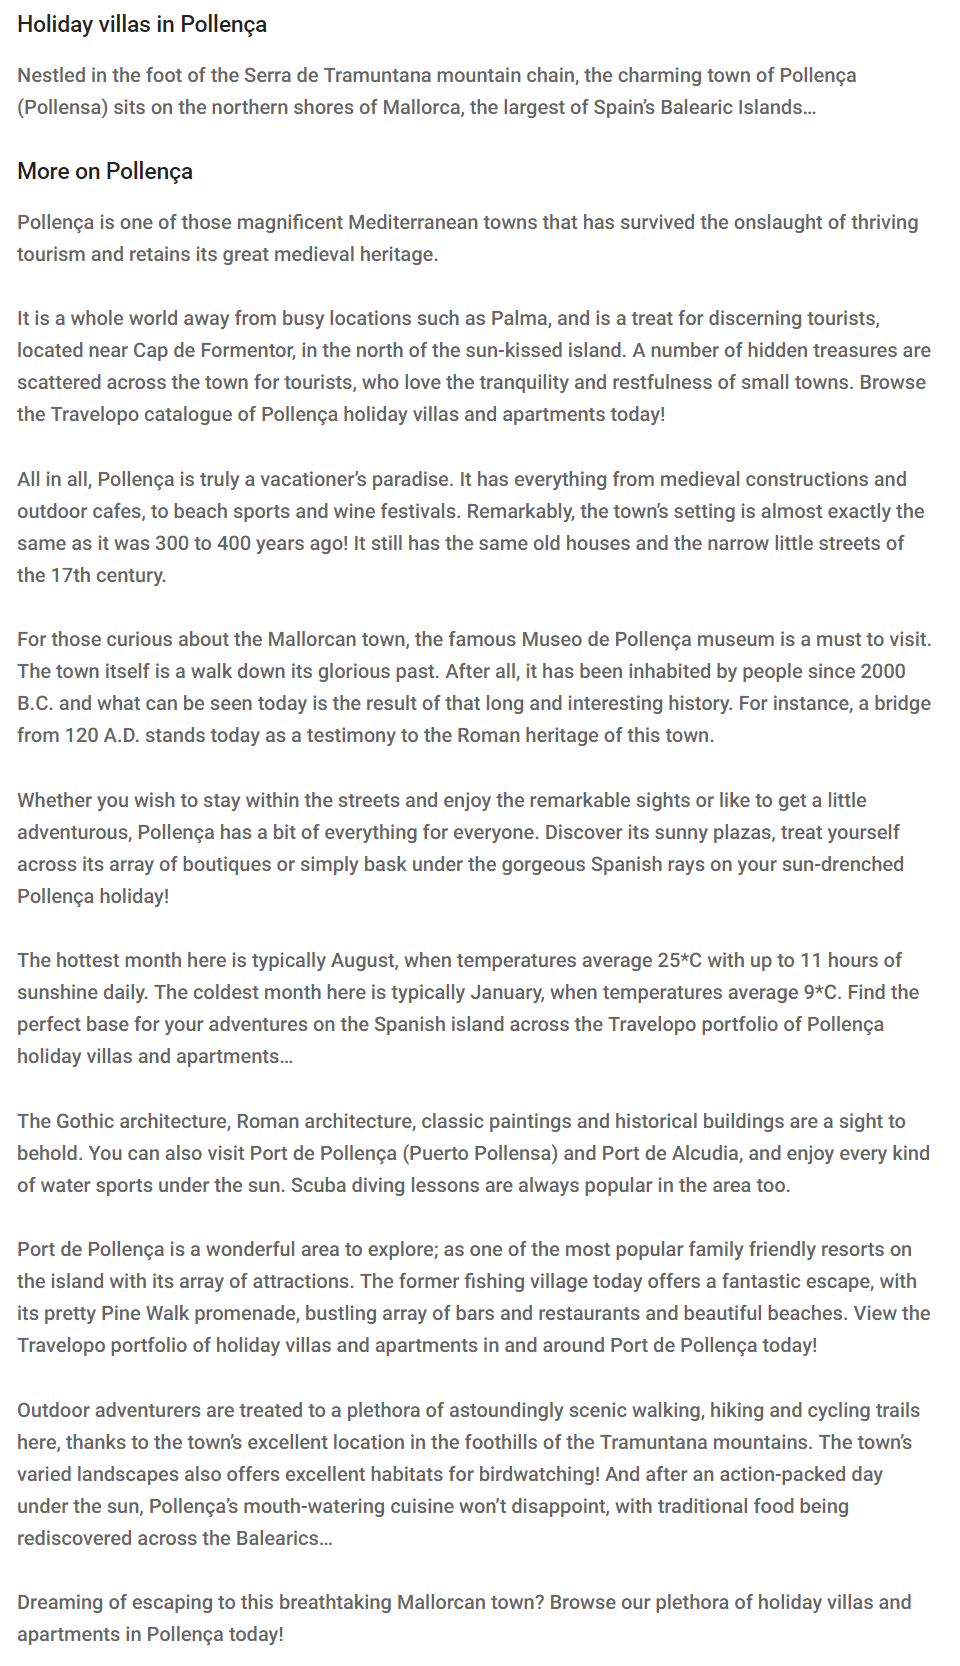 Holiday villas in Pollença
Nestled in the foot of the Serra de Tramuntana mountain chain, the charming town of Pollença
(Pollensa) sits on the northern shores of Mallorca, the largest of Spain’s Balearic Islands…
More on Pollença
Pollença is one of those magnificent Mediterranean towns that has survived the onslaught of thriving
tourism and retains its great medieval heritage.
It is a whole world away from busy locations such as Palma, and is a treat for discerning tourists,
located near Cap de Formentor, in the north of the sun-kissed island. A number of hidden treasures are
scattered across the town for tourists, who love the tranquility and restfulness of small towns. Browse
the Travelopo catalogue of Pollença holiday villas and apartments today!
All in all, Pollença is truly a vacationer’s paradise. It has everything from medieval constructions and
outdoor cafes, to beach sports and wine festivals. Remarkably, the town’s setting is almost exactly the
same as it was 300 to 400 years ago! It still has the same old houses and the narrow little streets of
the 17th century.
For those curious about the Mallorcan town, the famous Museo de Pollença museum is a must to visit.
The town itself is a walk down its glorious past. After all, it has been inhabited by people since 2000
B.C. and what can be seen today is the result of that long and interesting history. For instance, a bridge
from 120 A.D. stands today as a testimony to the Roman heritage of this town.
Whether you wish to stay within the streets and enjoy the remarkable sights or like to get a little
adventurous, Pollença has a bit of everything for everyone. Discover its sunny plazas, treat yourself
across its array of boutiques or simply bask under the gorgeous Spanish rays on your sun-drenched
Pollença holiday!
The hottest month here is typically August, when temperatures average 25*C with up to 11 hours of
sunshine daily. The coldest month here is typically January, when temperatures average 9*C. Find the
perfect base for your adventures on the Spanish island across the Travelopo portfolio of Pollença
holiday villas and apartments…
The Gothic architecture, Roman architecture, classic paintings and historical buildings are a sight to
behold. You can also visit Port de Pollença (Puerto Pollensa) and Port de Alcudia, and enjoy every kind
of water sports under the sun. Scuba diving lessons are always popular in the area too.
Port de Pollença is a wonderful area to explore; as one of the most popular family friendly resorts on
the island with its array of attractions. The former fishing village today offers a fantastic escape, with
its pretty Pine Walk promenade, bustling array of bars and restaurants and beautiful beaches. View the
Travelopo portfolio of holiday villas and apartments in and around Port de Pollença today!
Outdoor adventurers are treated to a plethora of astoundingly scenic walking, hiking and cycling trails
here, thanks to the town’s excellent location in the foothills of the Tramuntana mountains. The town’s
varied landscapes also offers excellent habitats for birdwatching! And after an action-packed day
under the sun, Pollença’s mouth-watering cuisine won’t disappoint, with traditional food being
rediscovered across the Balearics…
Dreaming of escaping to this breathtaking Mallorcan town? Browse our plethora of holiday villas and
apartments in Pollença today!